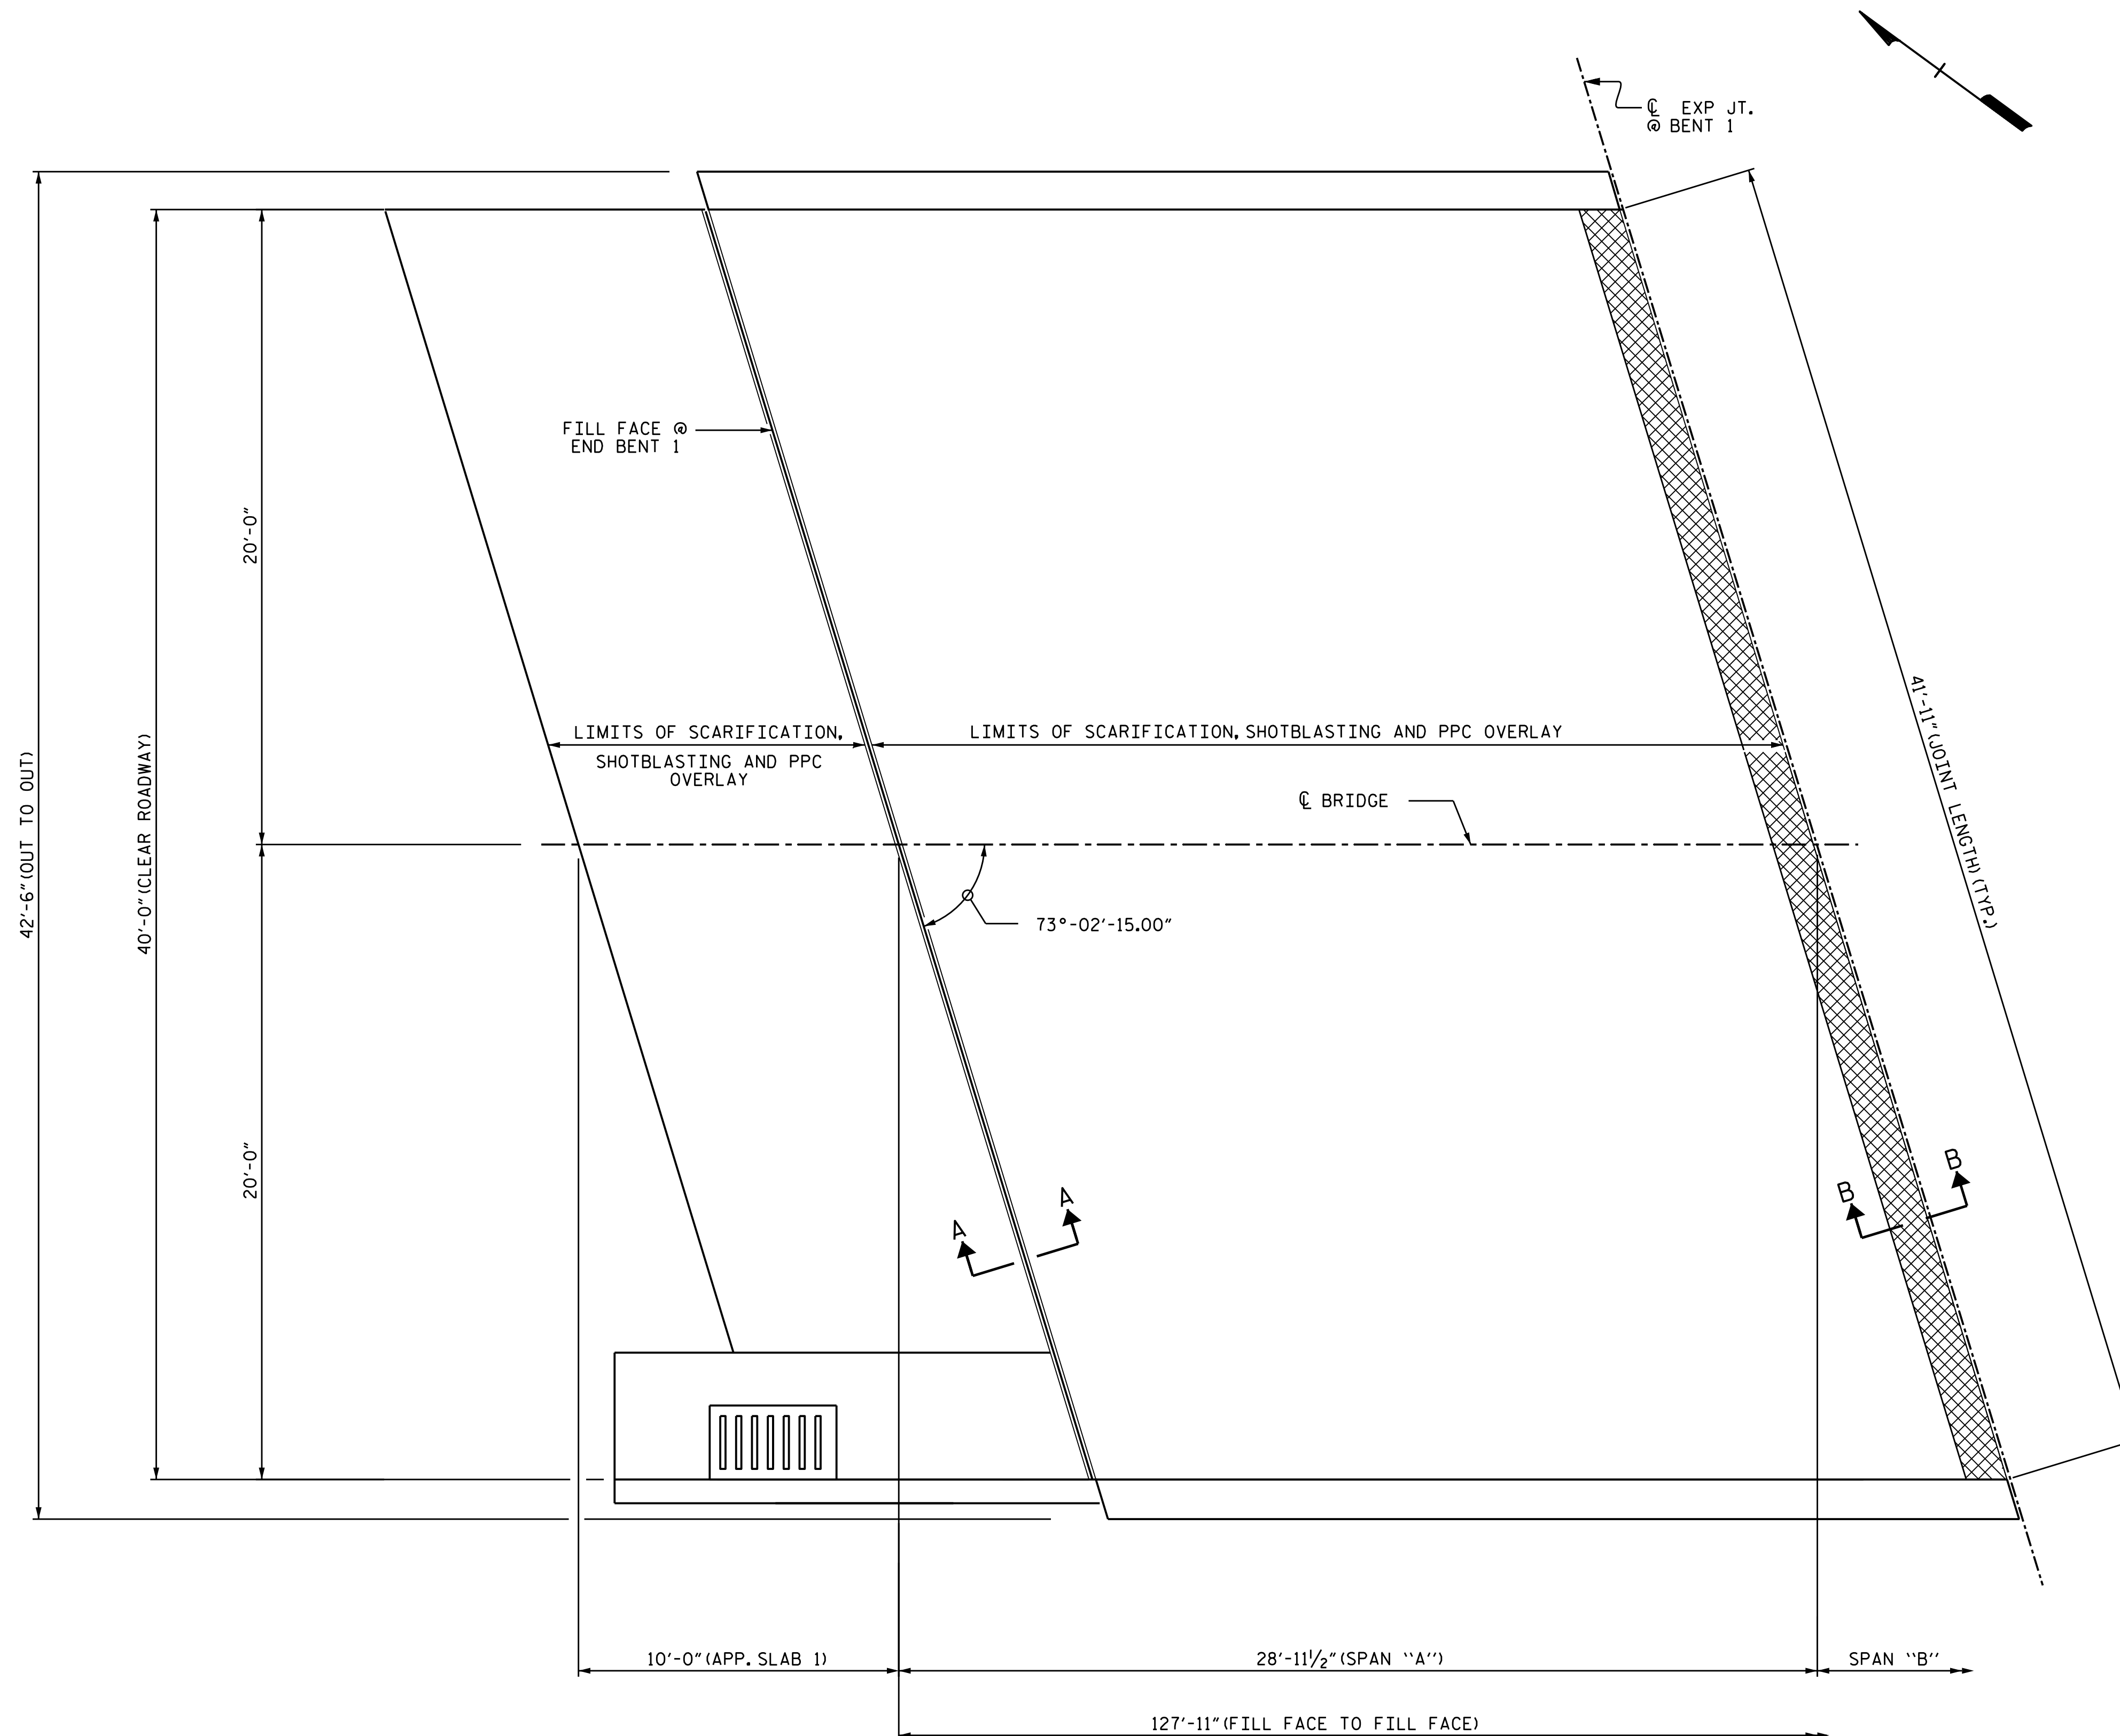 ℄ EXP JT.
@ BENT 1
FILL FACE @
END BENT 1
20'-0"
42'-6" (OUT TO OUT)
40'-0" (CLEAR ROADWAY)
41'-11" (JOINT LENGTH) (TYP.)
LIMITS OF SCARIFICATION,
SHOTBLASTING AND PPC
OVERLAY
LIMITS OF SCARIFICATION, SHOTBLASTING AND PPC OVERLAY
℄ BRIDGE
73°-02'-15.00"
20'-0"
A
A
B
B
10'-0" (APP. SLAB 1)
28'-11½" (SPAN ``A'')
SPAN ``B''
127'-11" (FILL FACE TO FILL FACE)